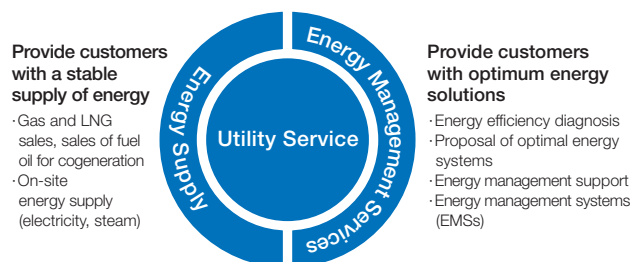 Provide customers
with a stable
supply of energy
·Gas and LNG
sales, sales of fuel
oil for cogeneration
·On-site
energy supply
(electricity, steam)
Energy Supply
Utility Service
Energy Management Services
Provide customers
with optimum energy
solutions
·Energy efficiency diagnosis
·Proposal of optimal energy
systems
·Energy management support
·Energy management systems
(EMSs)